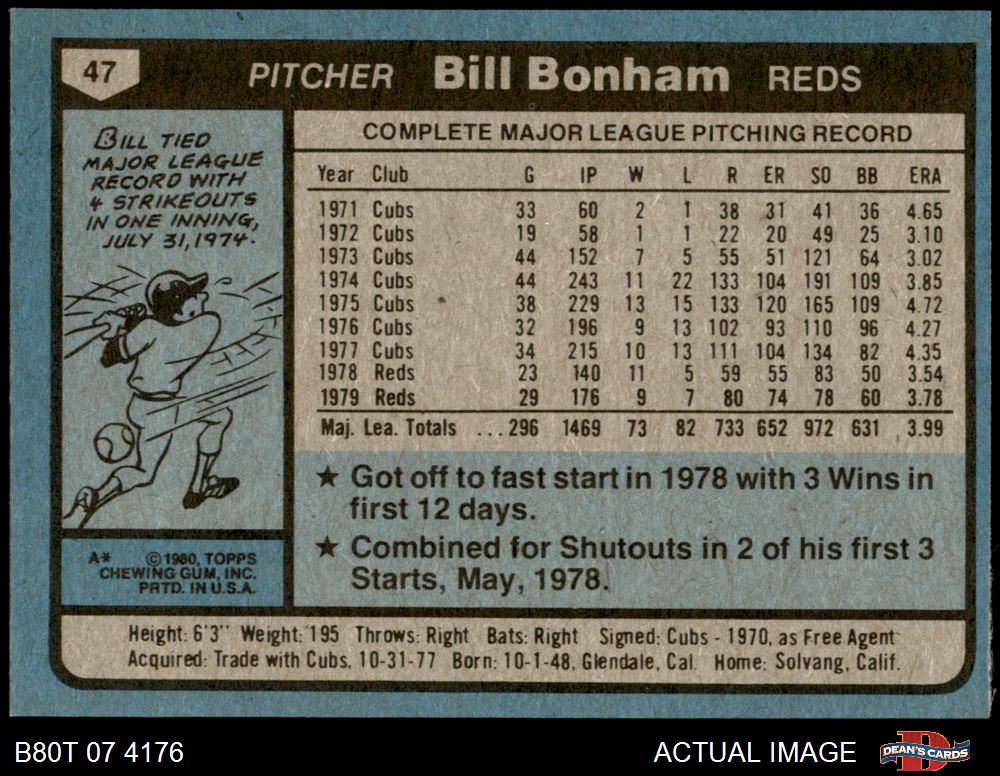 47
PITCHER Bill Bonham REDS
BILL TIED
MAJOR LEAGUE
RECORD WITH
4 STRIKEOUTS
IN ONE INNING,
JULY 31, 1974.
COMPLETE MAJOR LEAGUE PITCHING RECORD
Year Club G IP W L R ER SO BB ERA
1971 Cubs 33 60 2 1 38 31 41 36 4.65
1972 Cubs 19 58 1 1 22 20 49 25 3.10
1973 Cubs 44 152 7 5 55 51 121 64 3.02
1974 Cubs 44 243 11 22 133 104 191 109 3.85
1975 Cubs 38 229 13 15 133 120 165 109 4.72
1976 Cubs 32 196 9 13 102 93 110 96 4.27
1977 Cubs 34 215 10 13 111 104 134 82 4.35
1978 Reds 23 140 11 5 59 55 83 50 3.54
1979 Reds 29 176 9 7 80 74 78 60 3.78
Maj. Lea. Totals ...296 1469 73 82 733 652 972 631 3.99
★ Got off to fast start in 1978 with 3 Wins in
first 12 days.
★ Combined for Shutouts in 2 of his first 3
Starts, May, 1978.
A* ©1980, TOPPS
CHEWING GUM, INC.
PRTD. IN U.S.A.
Height: 6'3" Weight: 195 Throws: Right Bats: Right Signed: Cubs - 1970, as Free Agent
Acquired: Trade with Cubs, 10-31-77 Born: 10-1-48, Glendale, Cal. Home: Solvang, Calif.
B80T 07 4176
ACTUAL IMAGE
D
DEAN'S CARDS